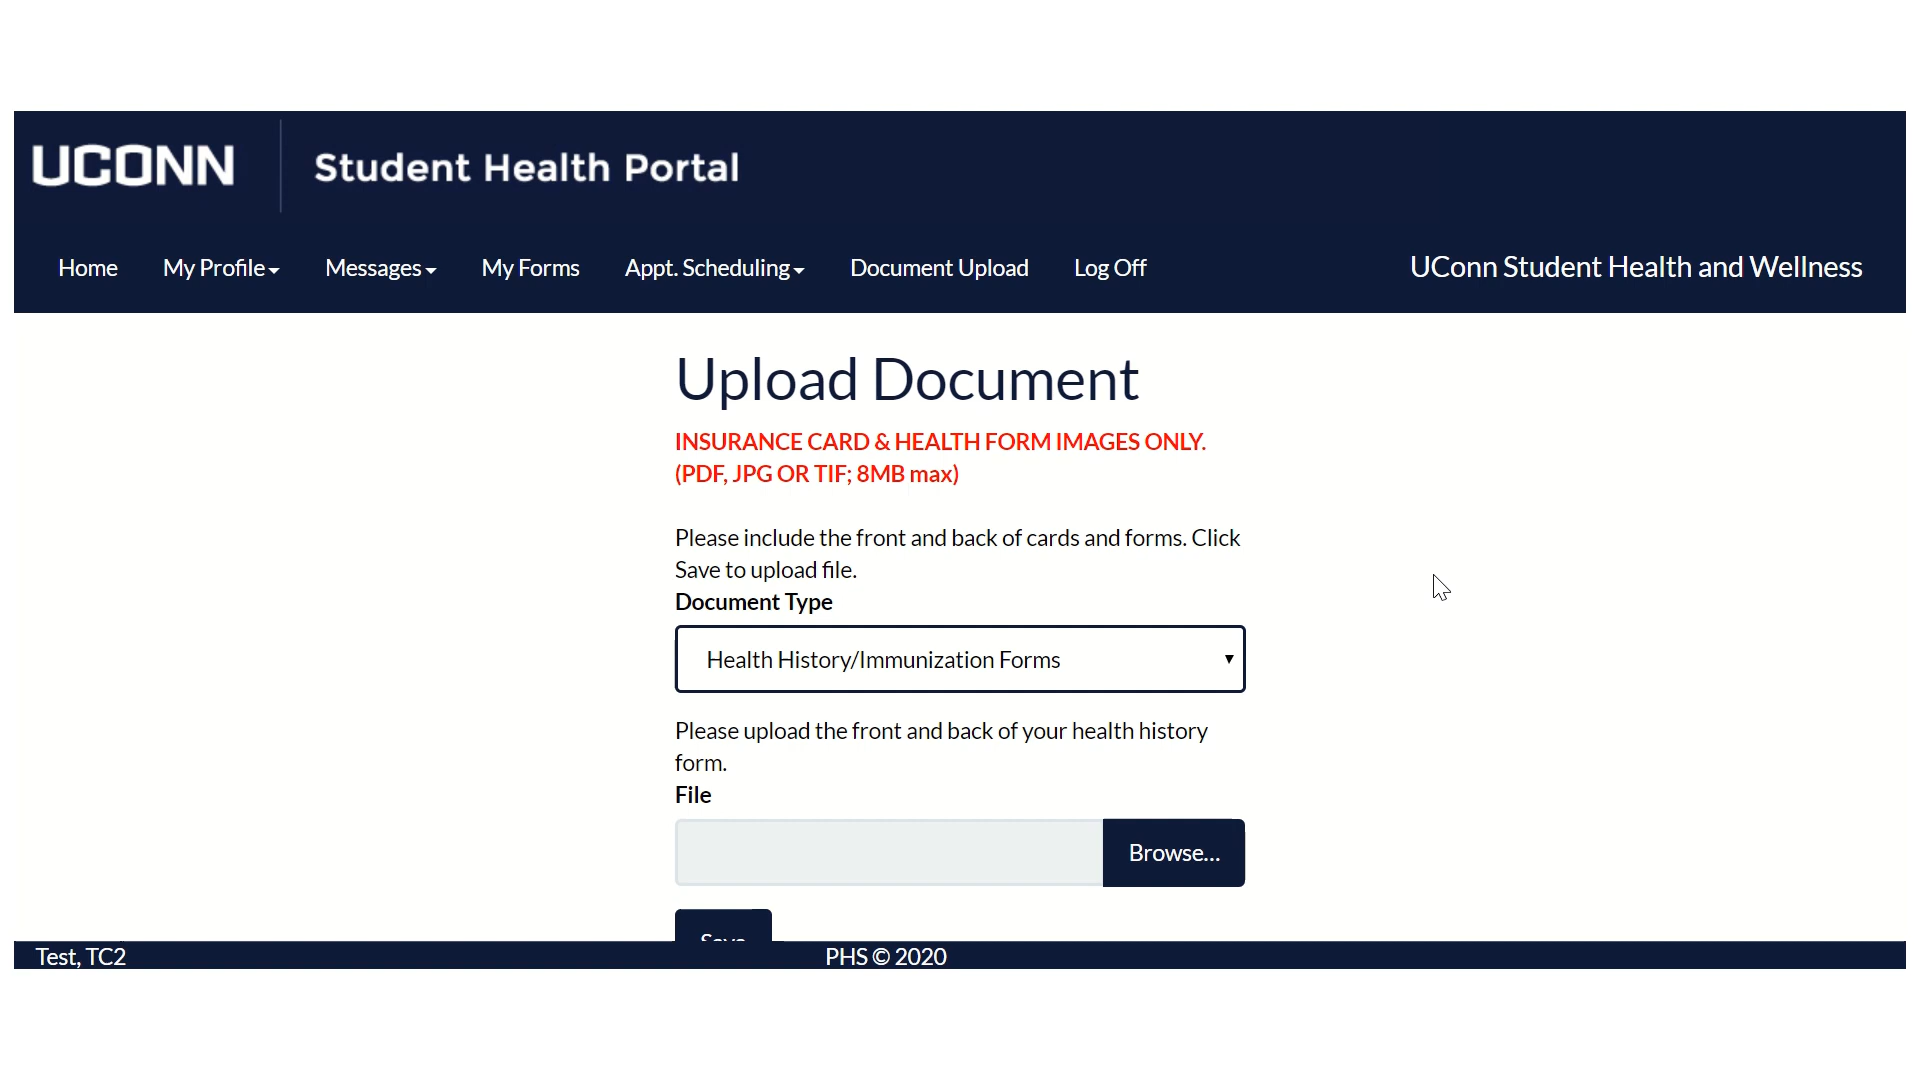 UCONN
Student Health Portal
Home My Profile Messages My Forms Appt. Scheduling Document Upload Log Off UConn Student Health and Wellness
Upload Document
INSURANCE CARD & HEALTH FORM IMAGES ONLY.
(PDF, JPG OR TIF; 8MB max)
Please include the front and back of cards and forms. Click
Save to upload file.
Document Type
Health History/Immunization Forms
Please upload the front and back of your health history
form.
File
Browse...
Save
Test, TC2 PHS © 2020